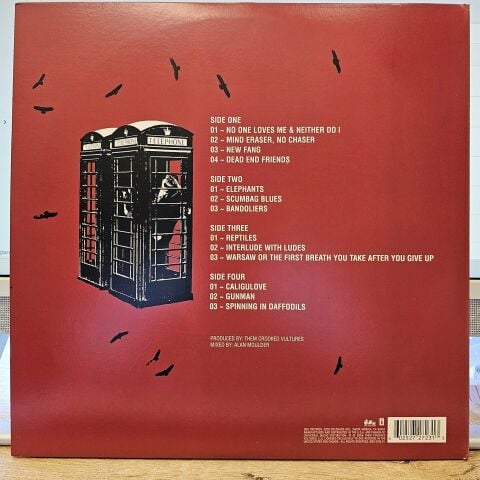 TELEPHONE
TELEPHONE
SIDE ONE
01 - NO ONE LOVES ME & NEITHER DO I
02 - MIND ERASER, NO CHASER
03 - NEW FANG
04 - DEAD END FRIENDS
SIDE TWO
01 - ELEPHANTS
02 - SCUMBAG BLUES
03 - BANDOLIERS
SIDE THREE
01 - REPTILES
02 - INTERLUDE WITH LUDES
03 - WARSAW OR THE FIRST BREATH YOU TAKE AFTER YOU GIVE UP
SIDE FOUR
01 - CALIGULOVE
02 - GUNMAN
03 - SPINNING IN DAFFODILS
PRODUCED BY: THEM CROOKED VULTURES
MIXED BY: ALAN MOULDER